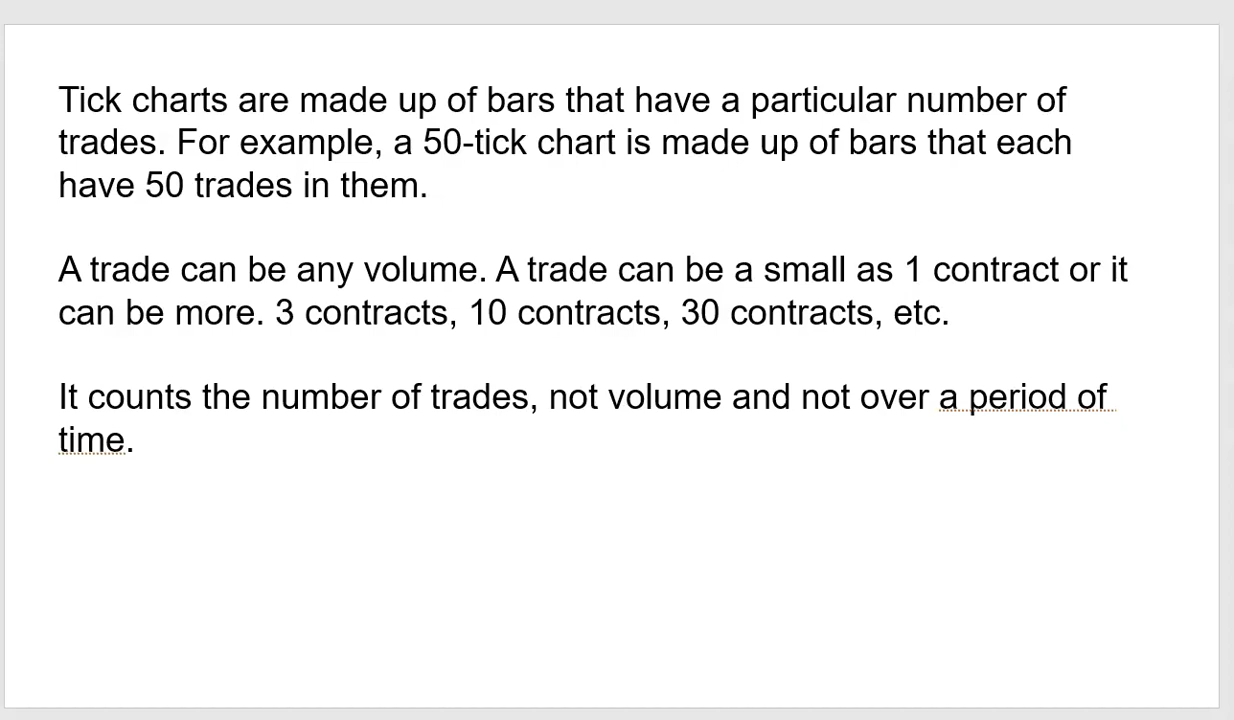 Tick charts are made up of bars that have a particular number of
trades. For example, a 50-tick chart is made up of bars that each
have 50 trades in them.
A trade can be any volume. A trade can be a small as 1 contract or it
can be more. 3 contracts, 10 contracts, 30 contracts, etc.
It counts the number of trades, not volume and not over a period of
time.